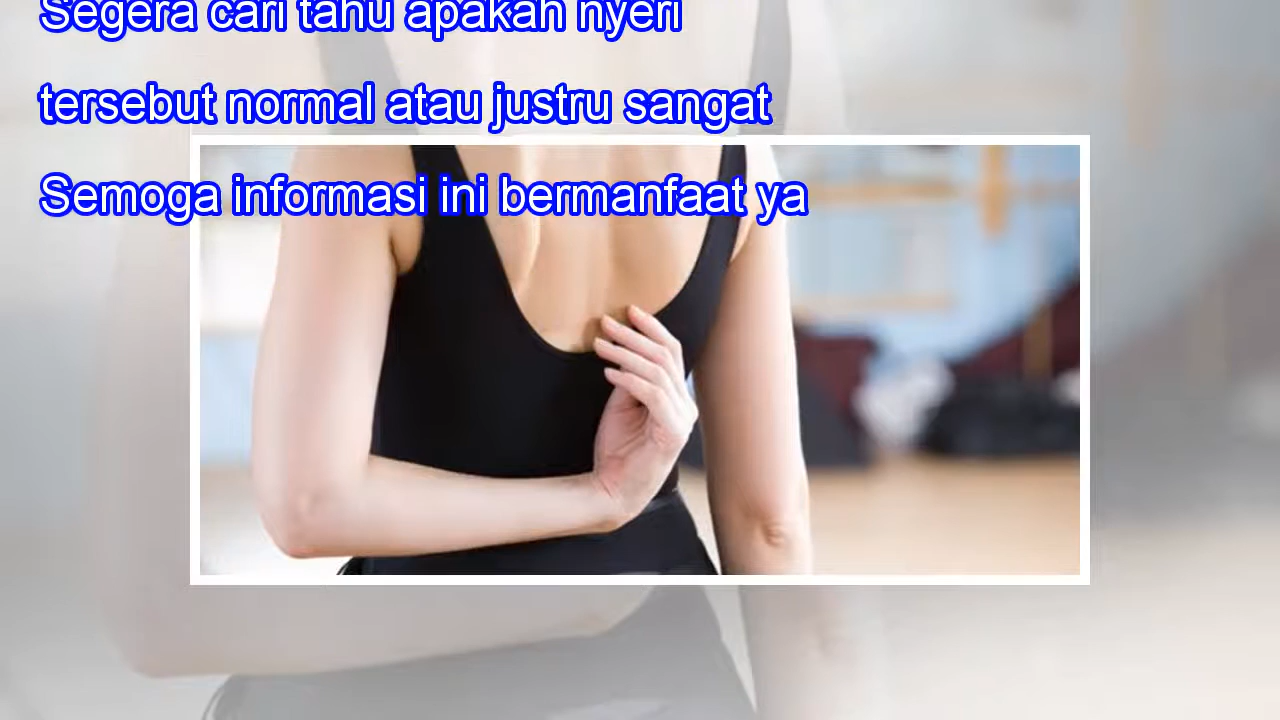 Segera cari tahu apakah nyeri
tersebut normal atau justru sangat
Semoga informasi ini bermanfaat ya